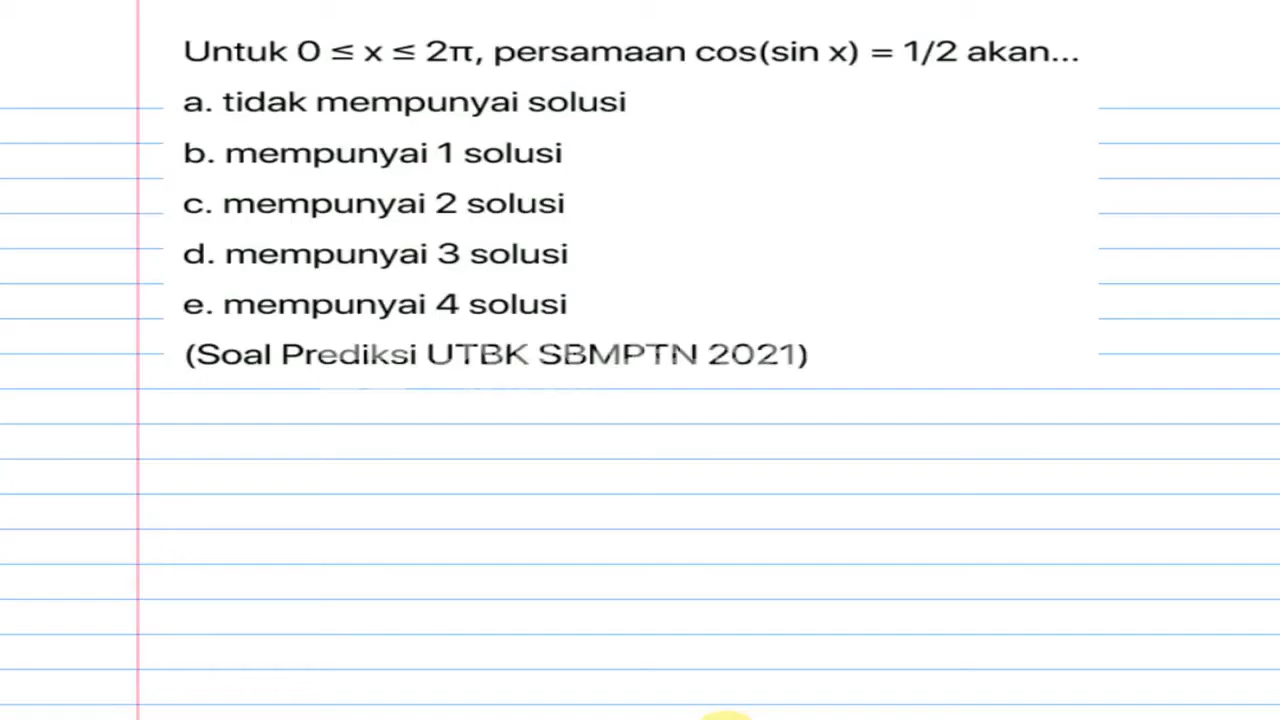 Untuk 0 ≤ x ≤ 2π, persamaan cos(sin x) = 1/2 akan...
a. tidak mempunyai solusi
b. mempunyai 1 solusi
c. mempunyai 2 solusi
d. mempunyai 3 solusi
e. mempunyai 4 solusi
(Soal Prediksi UTBK SBMPTN 2021)